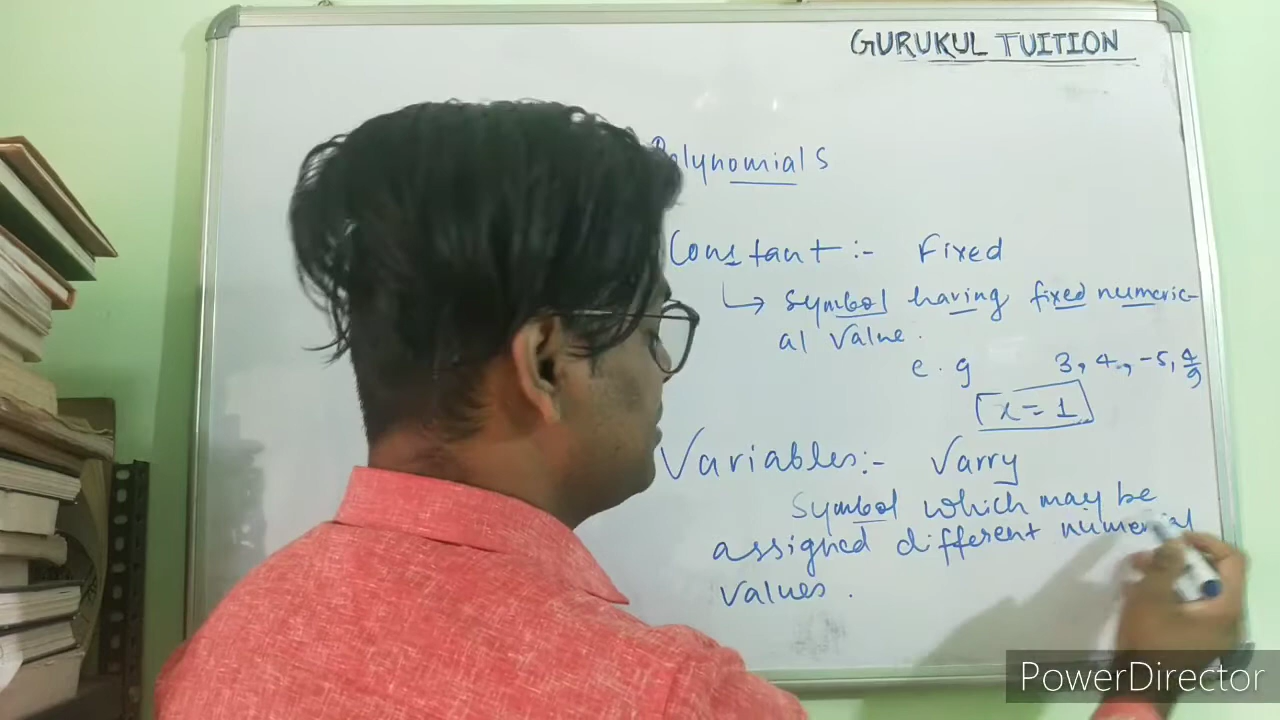 GURUKUL TUITION
Polynomials
Constant :- Fixed
↳ Symbol having fixed numeric-
al value.
e.g 3, 4, -5, 4/9
x = 1
Variables :- Varry
Symbol which may be
assigned different numerial
values.
PowerDirector